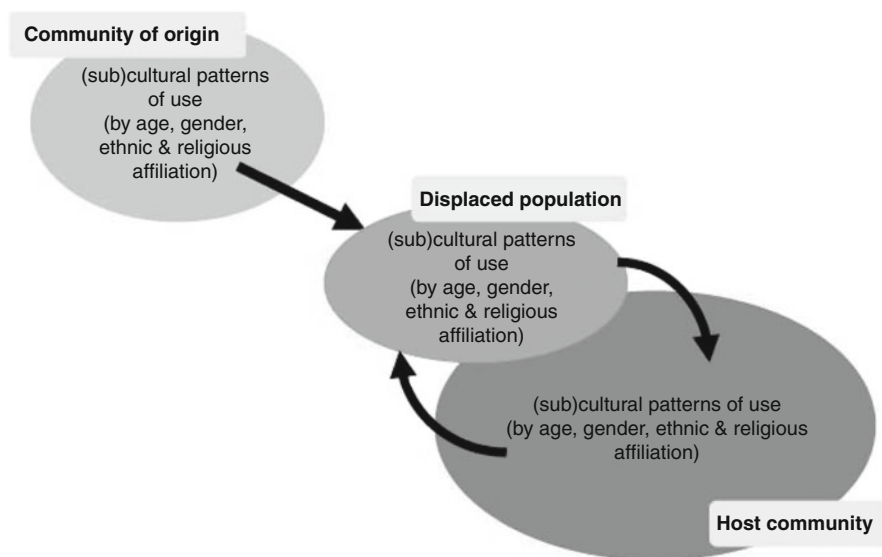 Community of origin
(sub)cultural patterns
of use
(by age, gender,
ethnic & religious
affiliation)
Displaced population
(sub)cultural patterns
of use
(by age, gender,
ethnic & religious
affiliation)
(sub)cultural patterns of use
(by age, gender, ethnic & religious
affiliation)
Host community